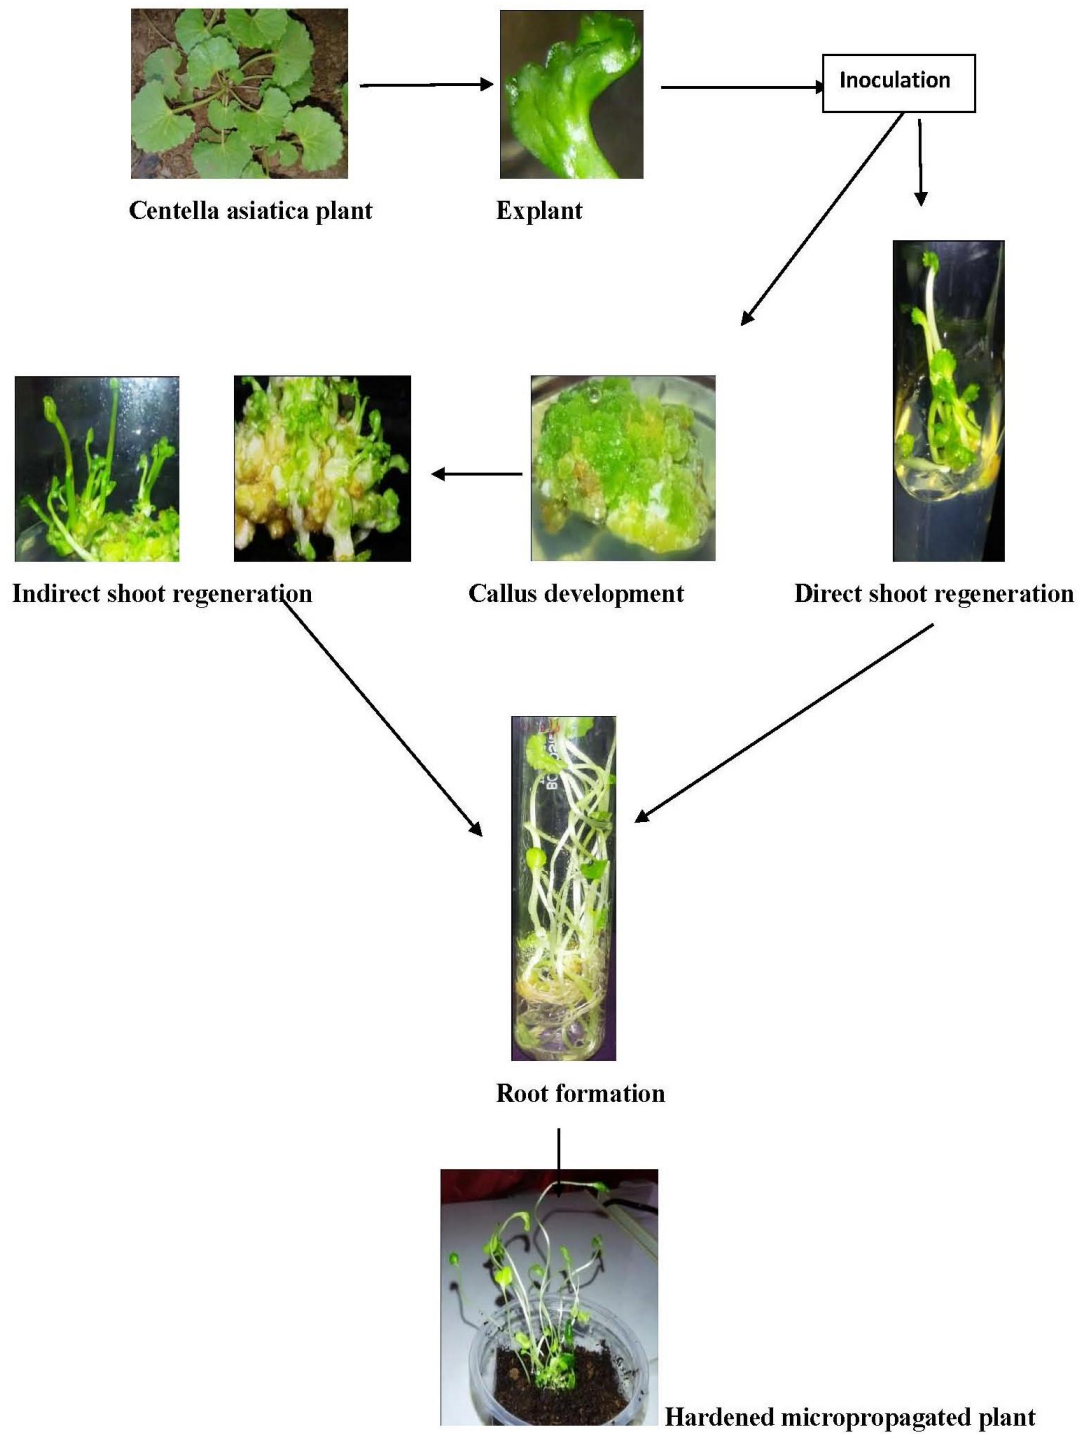 Inoculation
Centella asiatica plant
Explant
Indirect shoot regeneration
Callus development
Direct shoot regeneration
Root formation
Hardened micropropagated plant